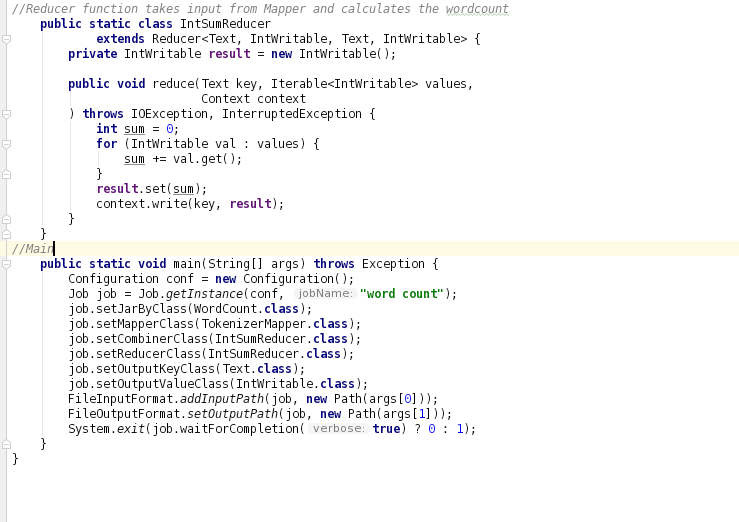 //Reducer function takes input from Mapper and calculates the wordcount
    public static class IntSumReducer
            extends Reducer<Text, IntWritable, Text, IntWritable> {
        private IntWritable result = new IntWritable();

        public void reduce(Text key, Iterable<IntWritable> values,
                           Context context
        ) throws IOException, InterruptedException {
            int sum = 0;
            for (IntWritable val : values) {
                sum += val.get();
            }
            result.set(sum);
            context.write(key, result);
        }
    }
//Main
    public static void main(String[] args) throws Exception {
        Configuration conf = new Configuration();
        Job job = Job.getInstance(conf, jobName: "word count");
        job.setJarByClass(WordCount.class);
        job.setMapperClass(TokenizerMapper.class);
        job.setCombinerClass(IntSumReducer.class);
        job.setReducerClass(IntSumReducer.class);
        job.setOutputKeyClass(Text.class);
        job.setOutputValueClass(IntWritable.class);
        FileInputFormat.addInputPath(job, new Path(args[0]));
        FileOutputFormat.setOutputPath(job, new Path(args[1]));
        System.exit(job.waitForCompletion( verbose: true) ? 0 : 1);
    }
}